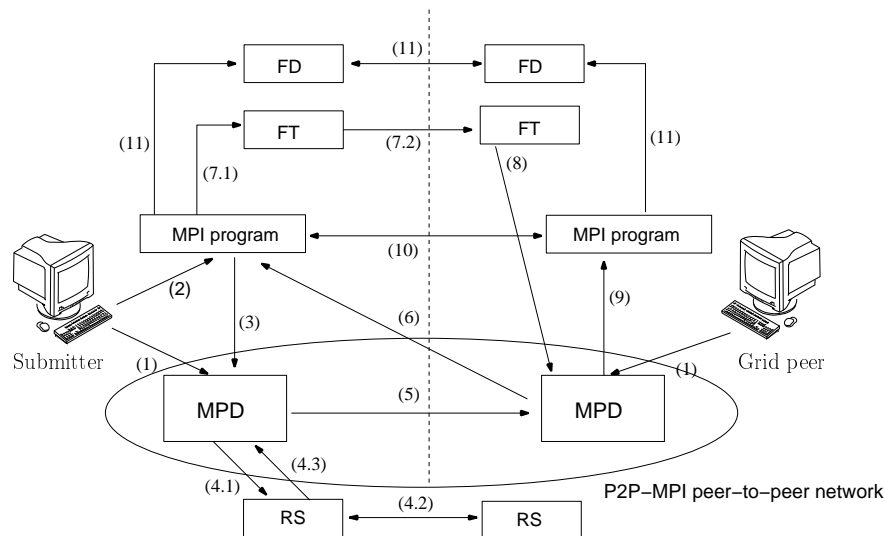 (11)
FD
FD
FT
(7.2)
FT
(11)
(7.1)
(8)
(11)
MPI program
(10)
MPI program
(2)
(3)
(6)
(9)
Submitter
(1)
Grid peer
(1)
MPD
(5)
MPD
(4.1)
(4.3)
P2P–MPI peer–to–peer network
RS
(4.2)
RS